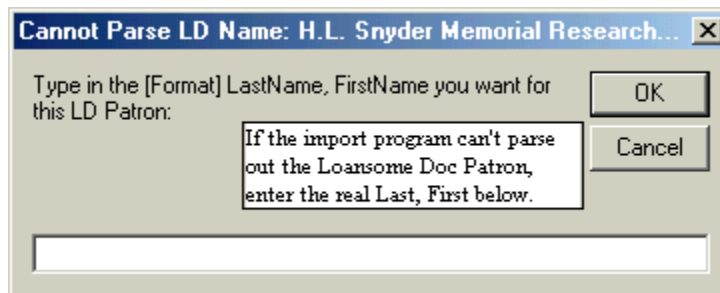 Cannot Parse LD Name: H.L. Snyder Memorial Research...
Type in the [Format] LastName, FirstName you want for
this LD Patron:
OK
Cancel
If the import program can't parse
out the Loansome Doc Patron,
enter the real Last, First below.